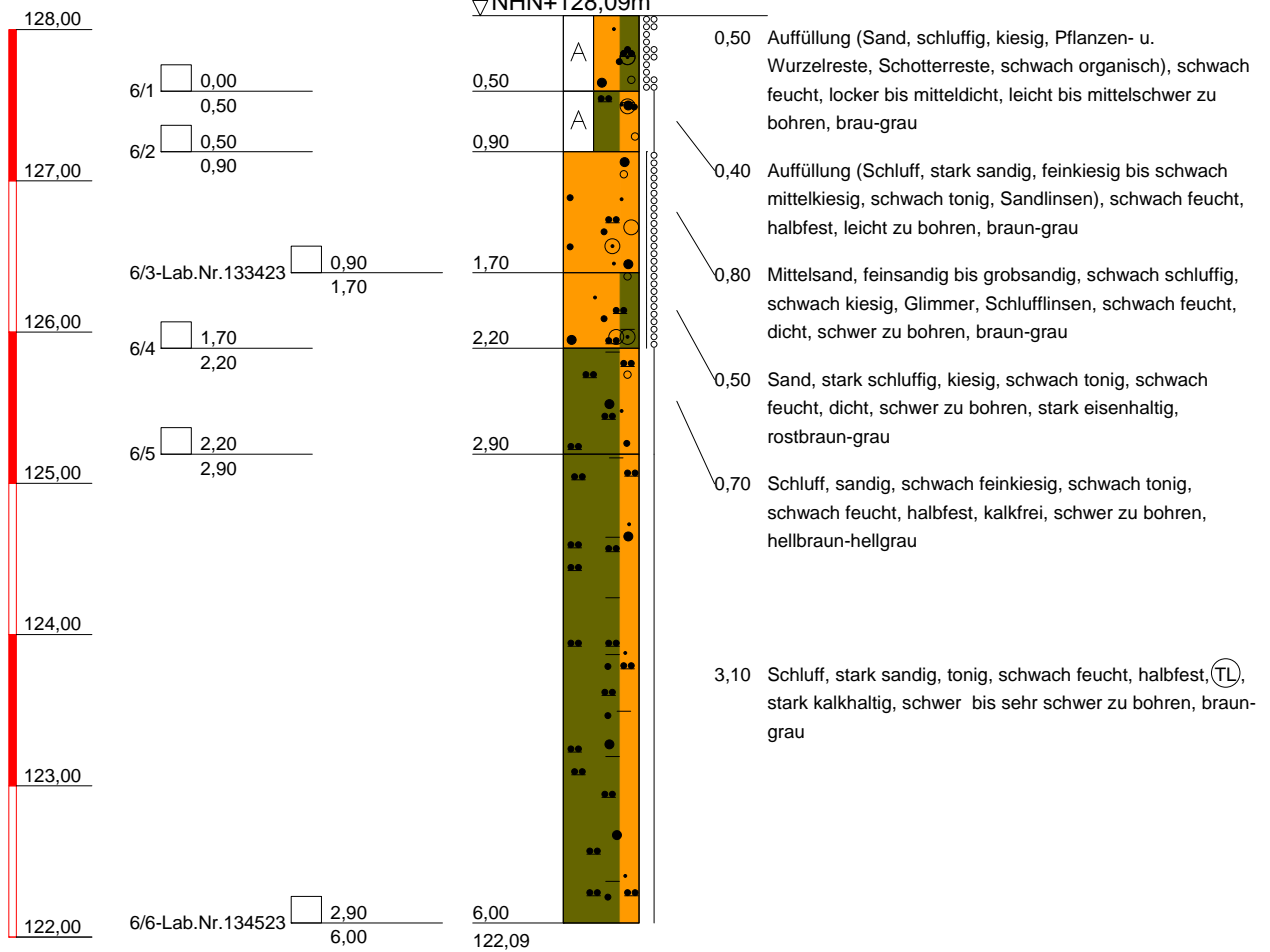 NHN+128,09m
128,00
127,00
126,00
125,00
124,00
123,00
122,00
6/1 0,00
0,50
6/2 0,50
0,90
6/3-Lab.Nr.133423 0,90
1,70
6/4 1,70
2,20
6/5 2,20
2,90
6/6-Lab.Nr.134523 2,90
6,00
0,50
0,90
1,70
2,20
2,90
6,00
122,09
A
A
0,50 Auffüllung (Sand, schluffig, kiesig, Pflanzen- u.
Wurzelreste, Schotterreste, schwach organisch), schwach
feucht, locker bis mitteldicht, leicht bis mittelschwer zu
bohren, brau-grau
0,40 Auffüllung (Schluff, stark sandig, feinkiesig bis schwach
mittelkiesig, schwach tonig, Sandlinsen), schwach feucht,
halbfest, leicht zu bohren, braun-grau
0,80 Mittelsand, feinsandig bis grobsandig, schwach schluffig,
schwach kiesig, Glimmer, Schlufflinsen, schwach feucht,
dicht, schwer zu bohren, braun-grau
0,50 Sand, stark schluffig, kiesig, schwach tonig, schwach
feucht, dicht, schwer zu bohren, stark eisenhaltig,
rostbraun-grau
0,70 Schluff, sandig, schwach feinkiesig, schwach tonig,
schwach feucht, halbfest, kalkfrei, schwer zu bohren,
hellbraun-hellgrau
3,10 Schluff, stark sandig, tonig, schwach feucht, halbfest, TL,
stark kalkhaltig, schwer bis sehr schwer zu bohren, braun-
grau